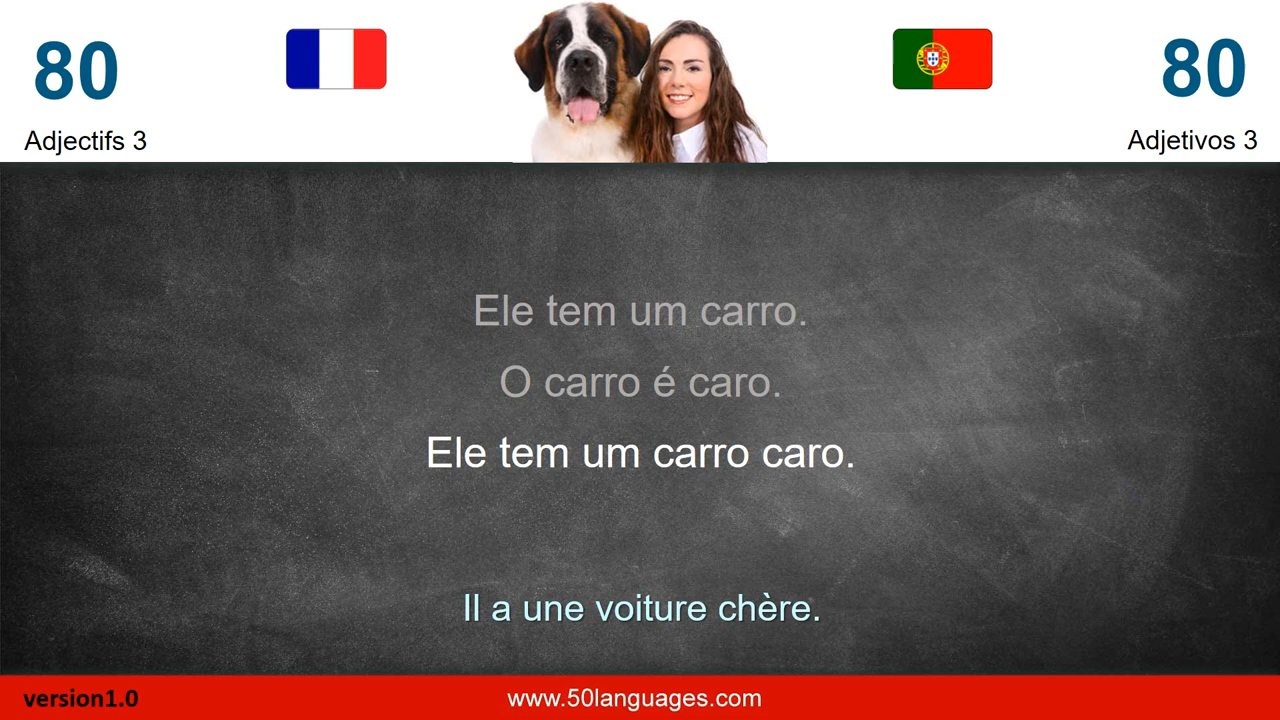 80
80
Adjectifs 3
Adjetivos 3
Ele tem um carro.
O carro é caro.
Ele tem um carro caro.
Il a une voiture chère.
version1.0
www.50languages.com